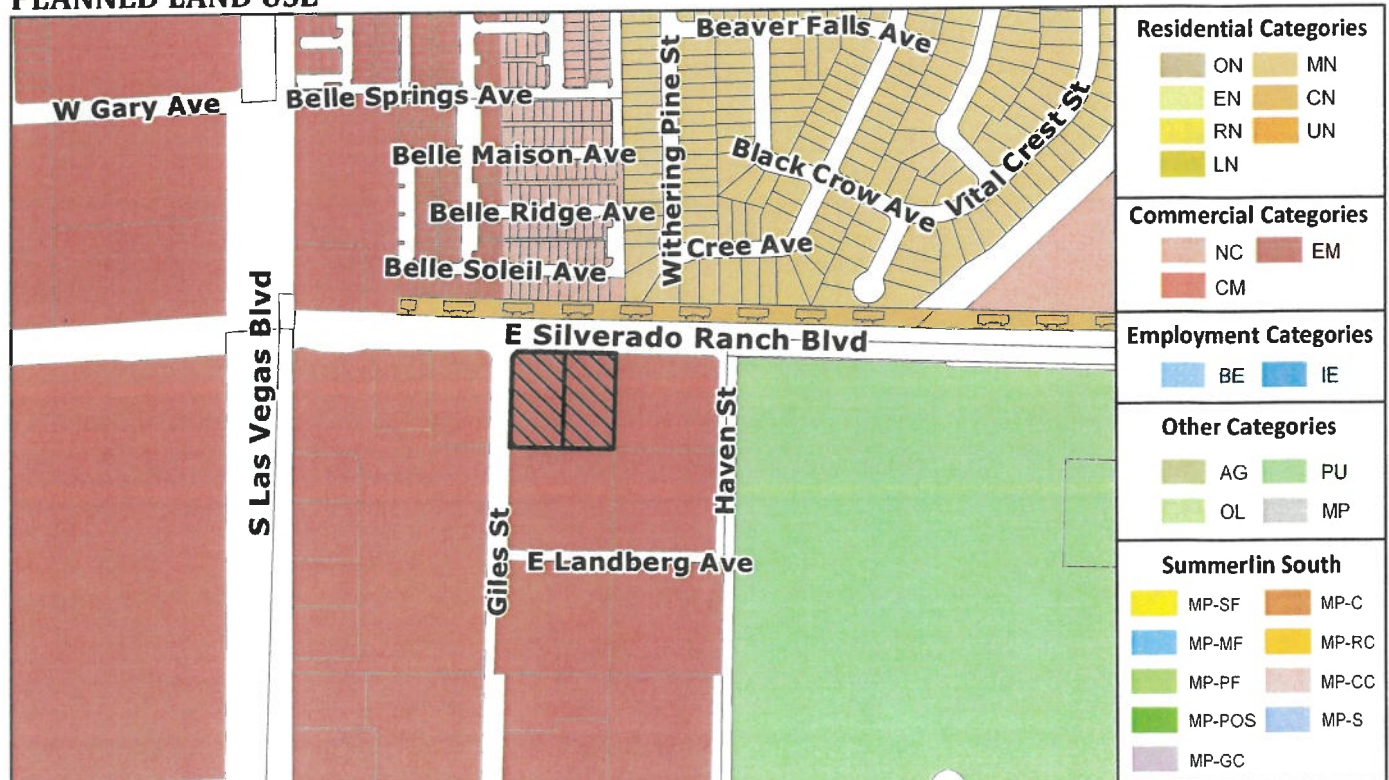 PLANNED LAND USE
Beaver Falls Ave
W Gary Ave
Belle Springs Ave
Withering Pine St
Belle Maison Ave
Black Crow Ave
Vital Crest St
Belle Ridge Ave
Cree Ave
Belle Soleil Ave
S Las Vegas Blvd
E Silverado Ranch Blvd
Haven St
Giles St
E Landberg Ave
Residential Categories
ON MN
EN CN
RN UN
LN
Commercial Categories
NC EM
CM
Employment Categories
BE IE
Other Categories
AG PU
OL MP
Summerlin South
MP-SF MP-C
MP-MF MP-RC
MP-PF MP-CC
MP-POS MP-S
MP-GC